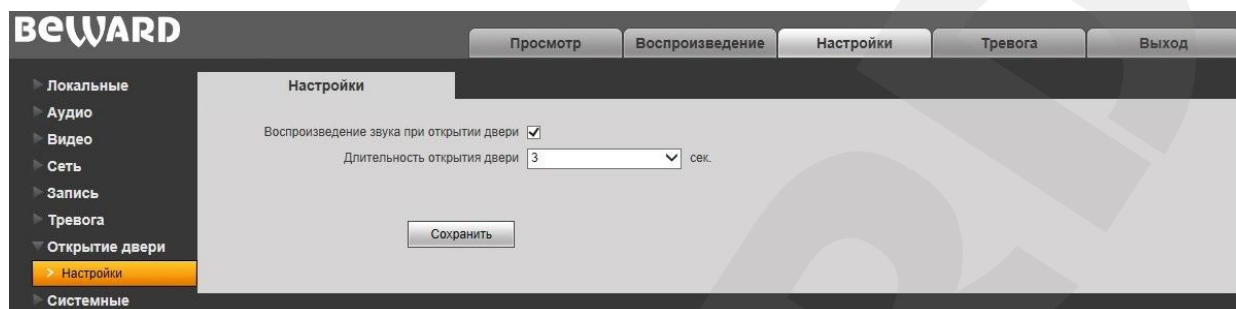 BEWARD
Просмотр Воспроизведение Настройки Тревога Выход
Локальные
Аудио
Видео
Сеть
Запись
Тревога
Открытие двери
> Настройки
Системные
Настройки
Воспроизведение звука при открытии двери
Длительность открытия двери 3 сек.
Сохранить